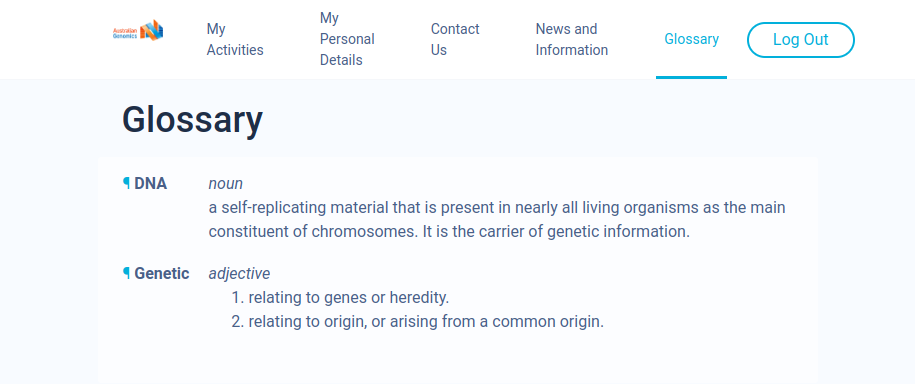 Australian
Genomics
My
Activities
My
Personal
Details
Contact
Us
News and
Information
Glossary
Log Out
Glossary
¶ DNA
noun
a self-replicating material that is present in nearly all living organisms as the main
constituent of chromosomes. It is the carrier of genetic information.
¶ Genetic
adjective
1. relating to genes or heredity.
2. relating to origin, or arising from a common origin.